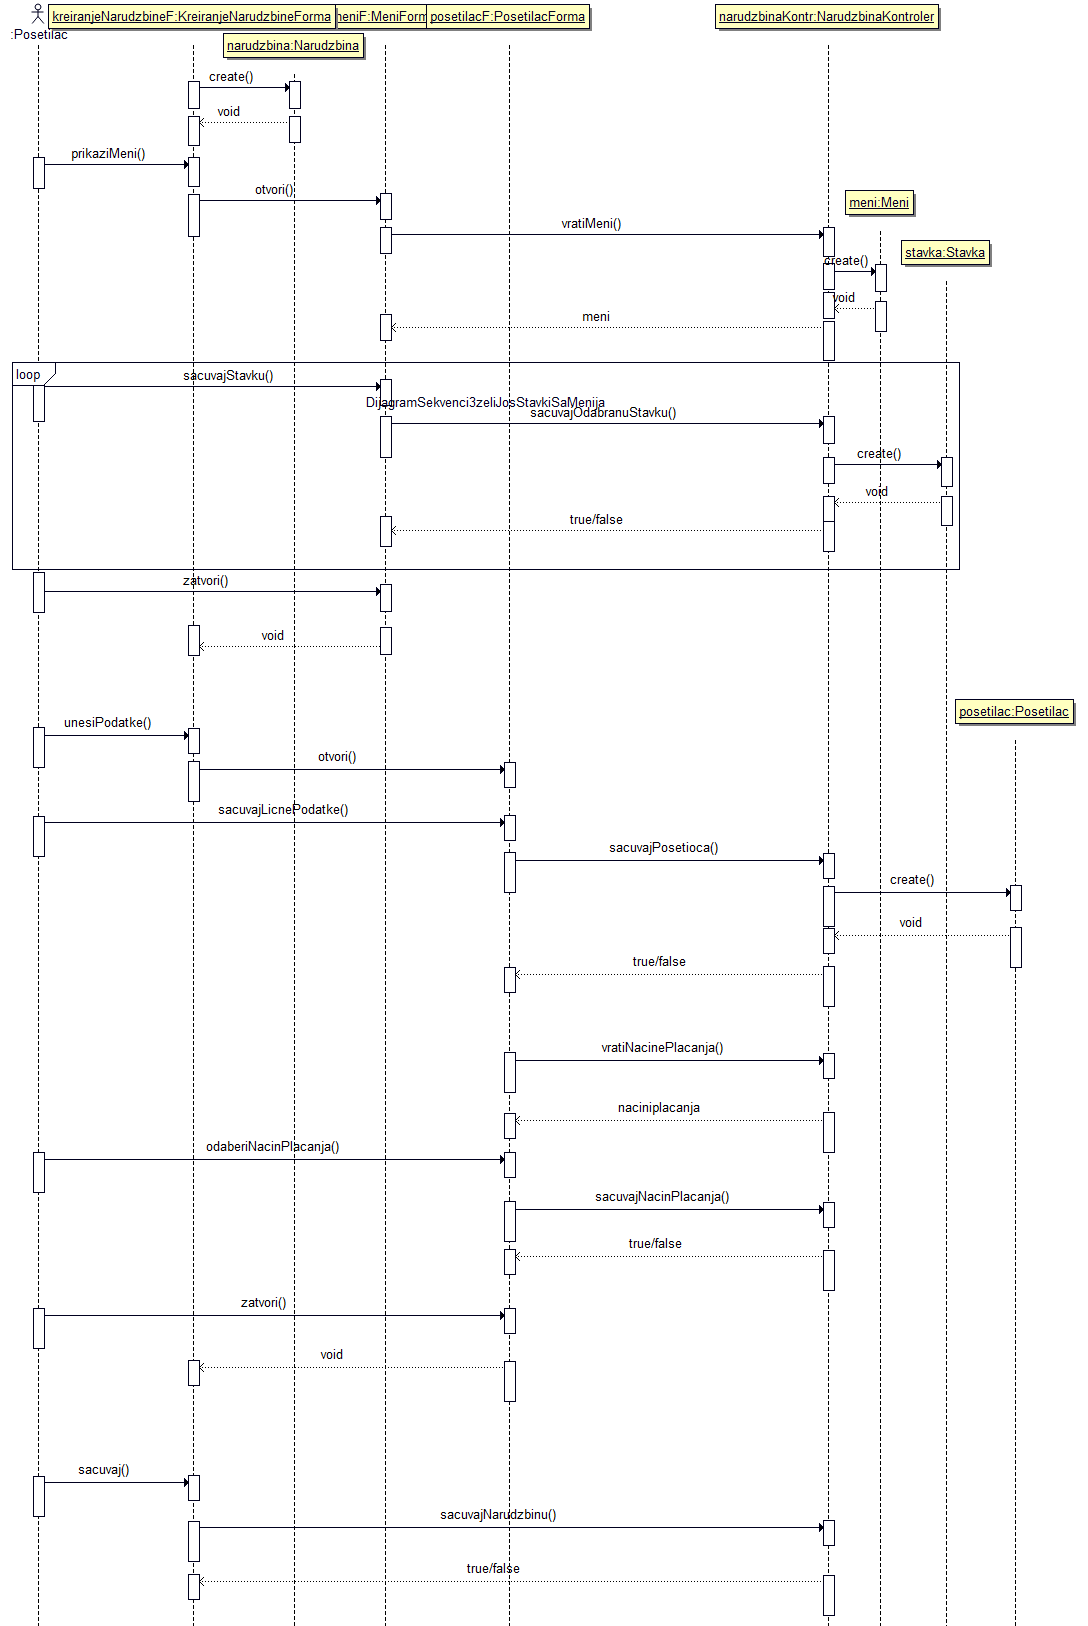 :Posetilac
kreiranjeNarudzbineF:KreiranjeNarudzbineForma
posetilacF:PosetilacForma
narudzbinaKontr:NarudzbinaKontroler
narudzbina:Narudzbina
create()
void
prikaziMeni()
otvori()
meni:Meni
vratiMeni()
stavka:Stavka
create()
void
meni
loop
sacuvajStavku()
DijagramSekvenci3zeliJosStavkiSaMenija
sacuvajOdabranuStavku()
create()
void
true/false
zatvori()
void
posetilac:Posetilac
unesiPodatke()
otvori()
sacuvajLicnePodatke()
sacuvajPosetioca()
create()
void
true/false
vratiNacinePlacanja()
naciniplacanja
odaberiNacinPlacanja()
sacuvajNacinPlacanja()
true/false
zatvori()
void
sacuvaj()
sacuvajNarudzbinu()
true/false